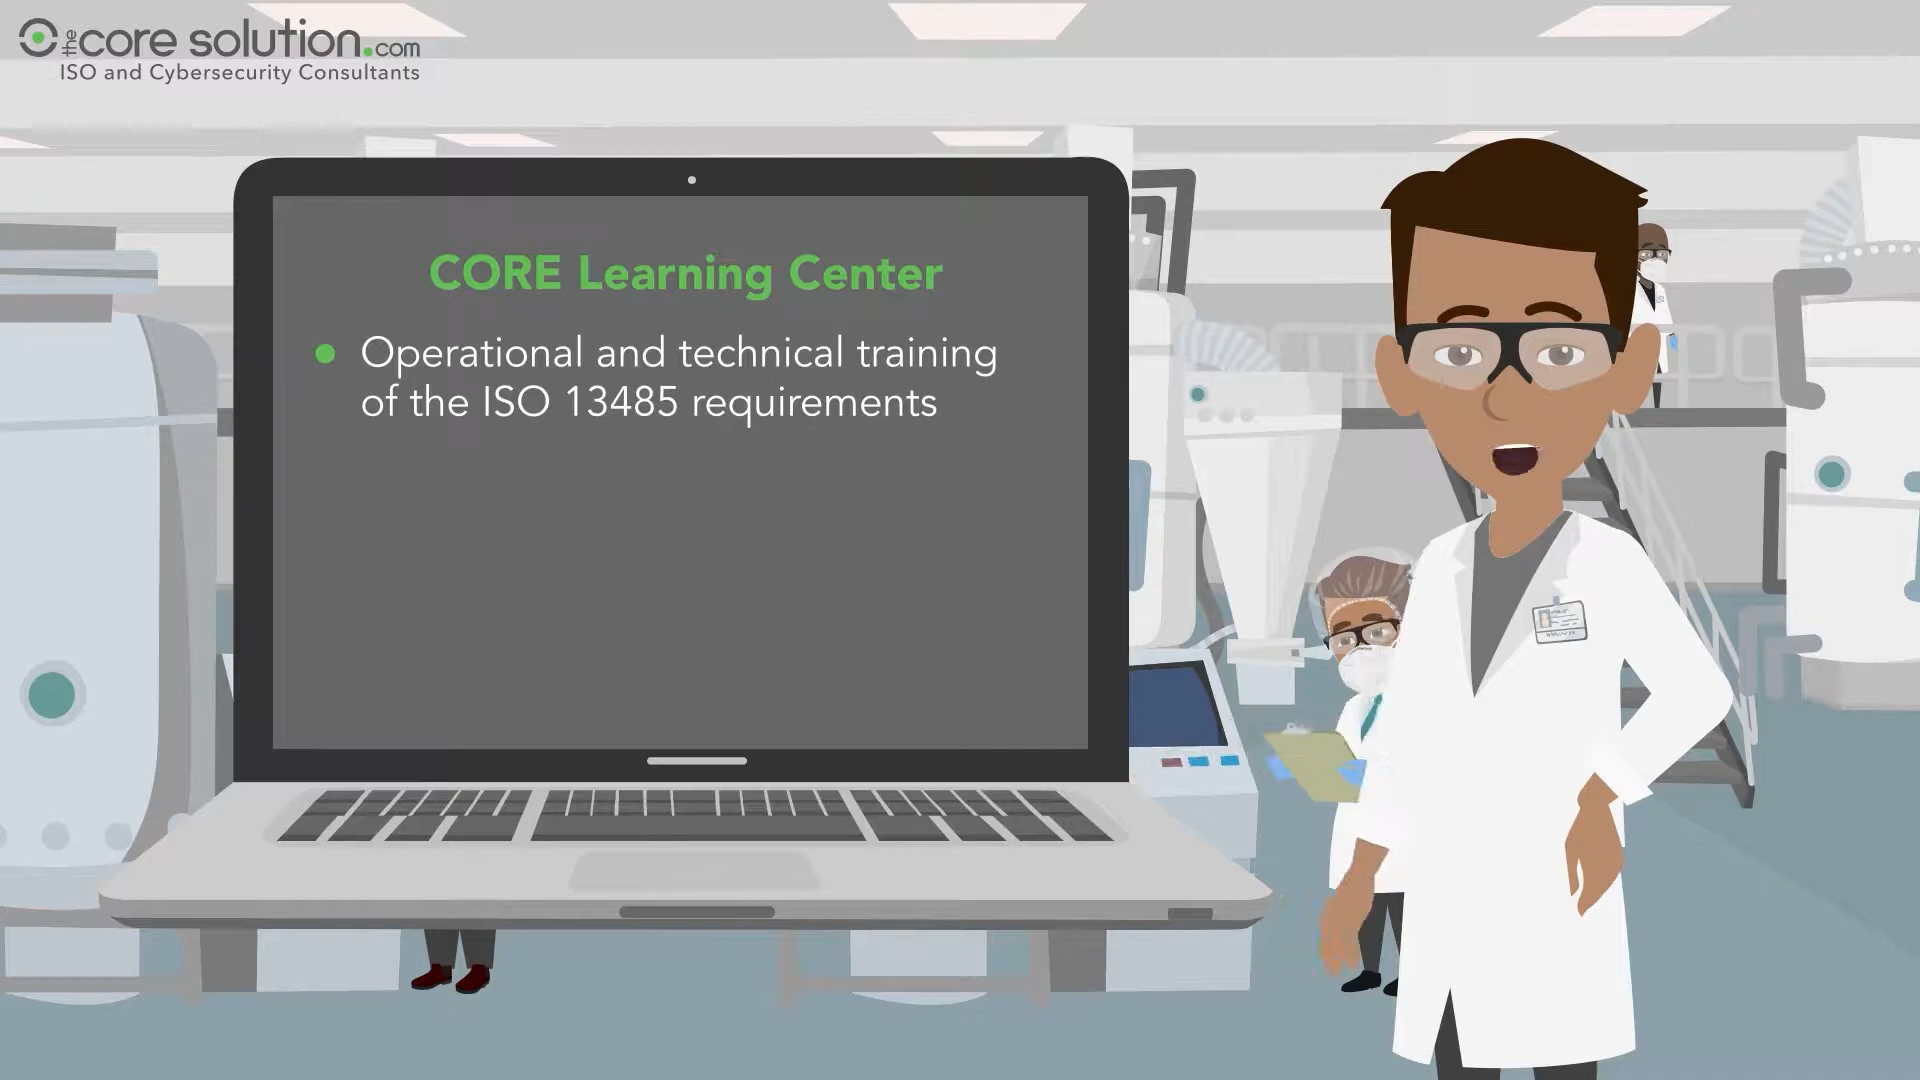 the core solution.com
ISO and Cybersecurity Consultants
CORE Learning Center
Operational and technical training
of the ISO 13485 requirements